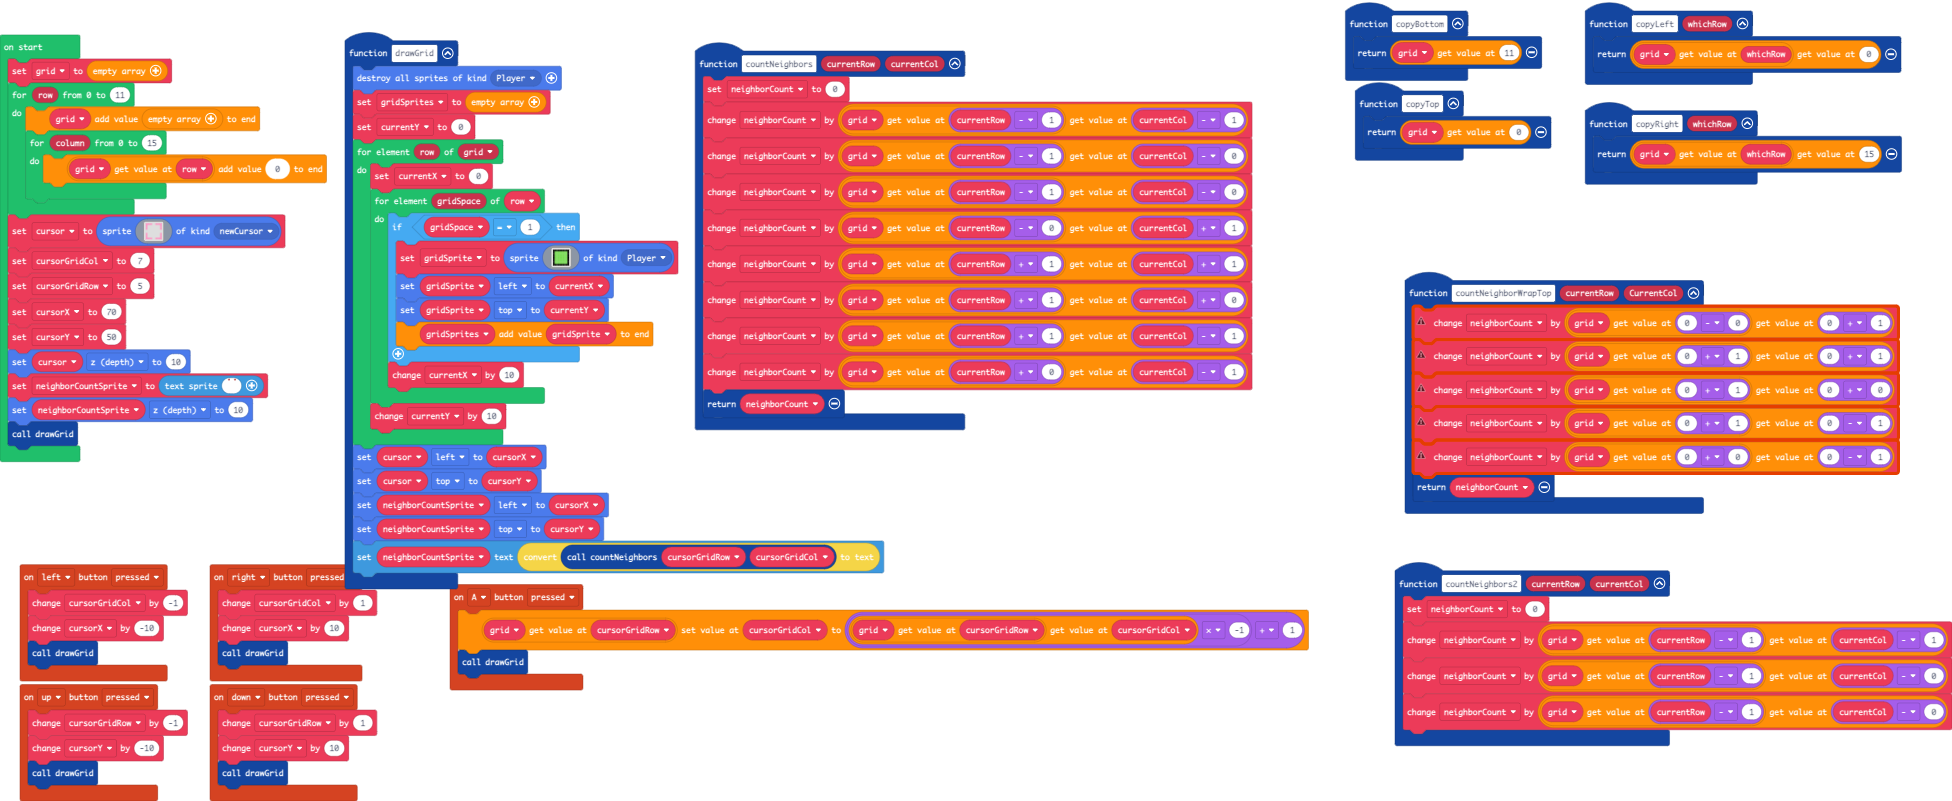 on start
set grid to empty array
for row from 0 to 11
do
grid add value empty array to end
for column from 0 to 15
do
grid get value at row add value 0 to end
set cursor to sprite of kind newCursor
set cursorGridCol to 7
set cursorGridRow to 5
set cursorX to 70
set cursorY to 50
set cursor z (depth) to 10
set neighborCountSprite to text sprite " "
set neighborCountSprite z (depth) to 10
call drawGrid
function drawGrid
destroy all sprites of kind Player
set gridSprites to empty array
set currentY to 0
for element row of grid
do
set currentX to 0
for element gridSpace of row
do
if gridSpace = 1 then
set gridSprite to sprite of kind Player
set gridSprite left to currentX
set gridSprite top to currentY
gridSprites add value gridSprite to end
change currentX by 10
change currentY by 10
set cursor left to cursorX
set cursor top to cursorY
set neighborCountSprite left to cursorX
set neighborCountSprite top to cursorY
set neighborCountSprite text convert call countNeighbors cursorGridRow cursorGridCol to text
function countNeighbors currentRow currentCol
set neighborCount to 0
change neighborCount by grid get value at currentRow - 1 get value at currentCol - 1
change neighborCount by grid get value at currentRow - 1 get value at currentCol - 0
change neighborCount by grid get value at currentRow - 1 get value at currentCol - 0
change neighborCount by grid get value at currentRow - 0 get value at currentCol + 1
change neighborCount by grid get value at currentRow + 1 get value at currentCol + 1
change neighborCount by grid get value at currentRow + 1 get value at currentCol + 0
change neighborCount by grid get value at currentRow + 1 get value at currentCol - 1
change neighborCount by grid get value at currentRow + 0 get value at currentCol - 1
return neighborCount
function copyBottom
return grid get value at 11
function copyLeft whichRow
return grid get value at whichRow get value at 0
function copyTop
return grid get value at 0
function copyRight whichRow
return grid get value at whichRow get value at 15
function countNeighborWrapTop currentRow CurrentCol
change neighborCount by grid get value at 0 - 0 get value at 0 + 1
change neighborCount by grid get value at 0 + 1 get value at 0 + 1
change neighborCount by grid get value at 0 + 1 get value at 0 + 0
change neighborCount by grid get value at 0 + 1 get value at 0 - 1
change neighborCount by grid get value at 0 + 0 get value at 0 - 1
return neighborCount
function countNeighbors2 currentRow currentCol
set neighborCount to 0
change neighborCount by grid get value at currentRow - 1 get value at currentCol - 1
change neighborCount by grid get value at currentRow - 1 get value at currentCol - 0
change neighborCount by grid get value at currentRow - 1 get value at currentCol - 0
on left button pressed
change cursorGridCol by -1
change cursorX by -10
call drawGrid
on right button pressed
change cursorGridCol by 1
change cursorX by 10
call drawGrid
on A button pressed
grid get value at cursorGridRow set value at cursorGridCol to grid get value at cursorGridRow get value at cursorGridCol × -1 + 1
call drawGrid
on up button pressed
change cursorGridRow by -1
change cursorY by -10
call drawGrid
on down button pressed
change cursorGridRow by 1
change cursorY by 10
call drawGrid